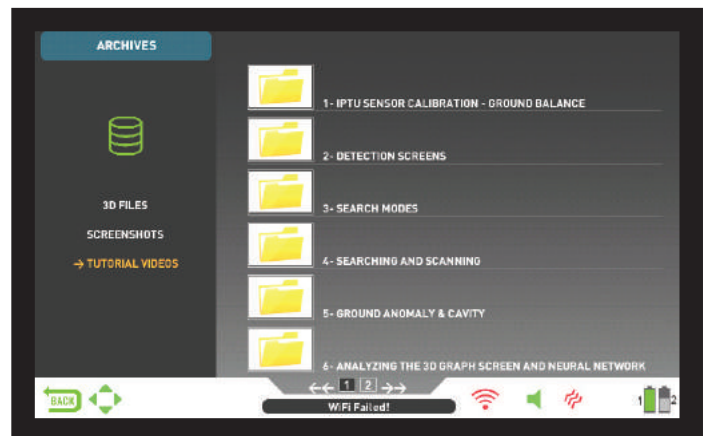 ARCHIVES
3D FILES
SCREENSHOTS
→ TUTORIAL VIDEOS
1- IPTU SENSOR CALIBRATION - GROUND BALANCE
2- DETECTION SCREENS
3- SEARCH MODES
4- SEARCHING AND SCANNING
5- GROUND ANOMALY & CAVITY
6- ANALYZING THE 3D GRAPH SCREEN AND NEURAL NETWORK
BACK
←← 1 2 →→
WiFi Failed!
1 2